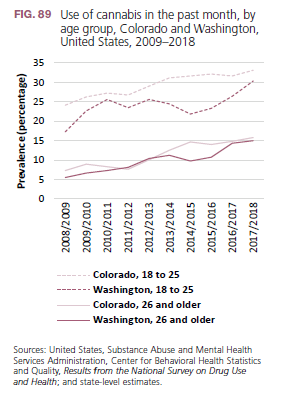 FIG. 89 Use of cannabis in the past month, by
age group, Colorado and Washington,
United States, 2009–2018
Prevalence (percentage)
35
30
25
20
15
10
5
0
2008/2009
2009/2010
2010/2011
2011/2012
2012/2013
2013/2014
2014/2015
2015/2016
2016/2017
2017/2018
Colorado, 18 to 25
Washington, 18 to 25
Colorado, 26 and older
Washington, 26 and older
Sources: United States, Substance Abuse and Mental Health
Services Administration, Center for Behavioral Health Statistics
and Quality, Results from the National Survey on Drug Use
and Health; and state-level estimates.